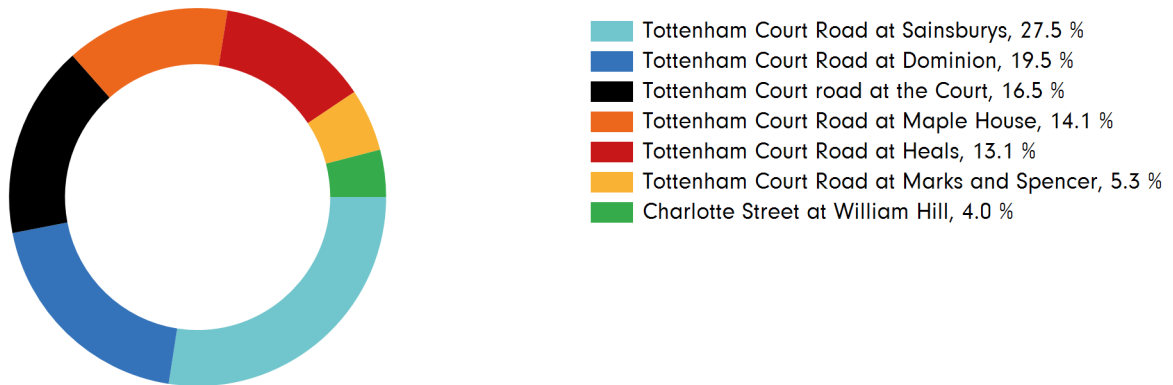 Tottenham Court Road at Sainsburys, 27.5 %
Tottenham Court Road at Dominion, 19.5 %
Tottenham Court road at the Court, 16.5 %
Tottenham Court Road at Maple House, 14.1 %
Tottenham Court Road at Heals, 13.1 %
Tottenham Court Road at Marks and Spencer, 5.3 %
Charlotte Street at William Hill, 4.0 %